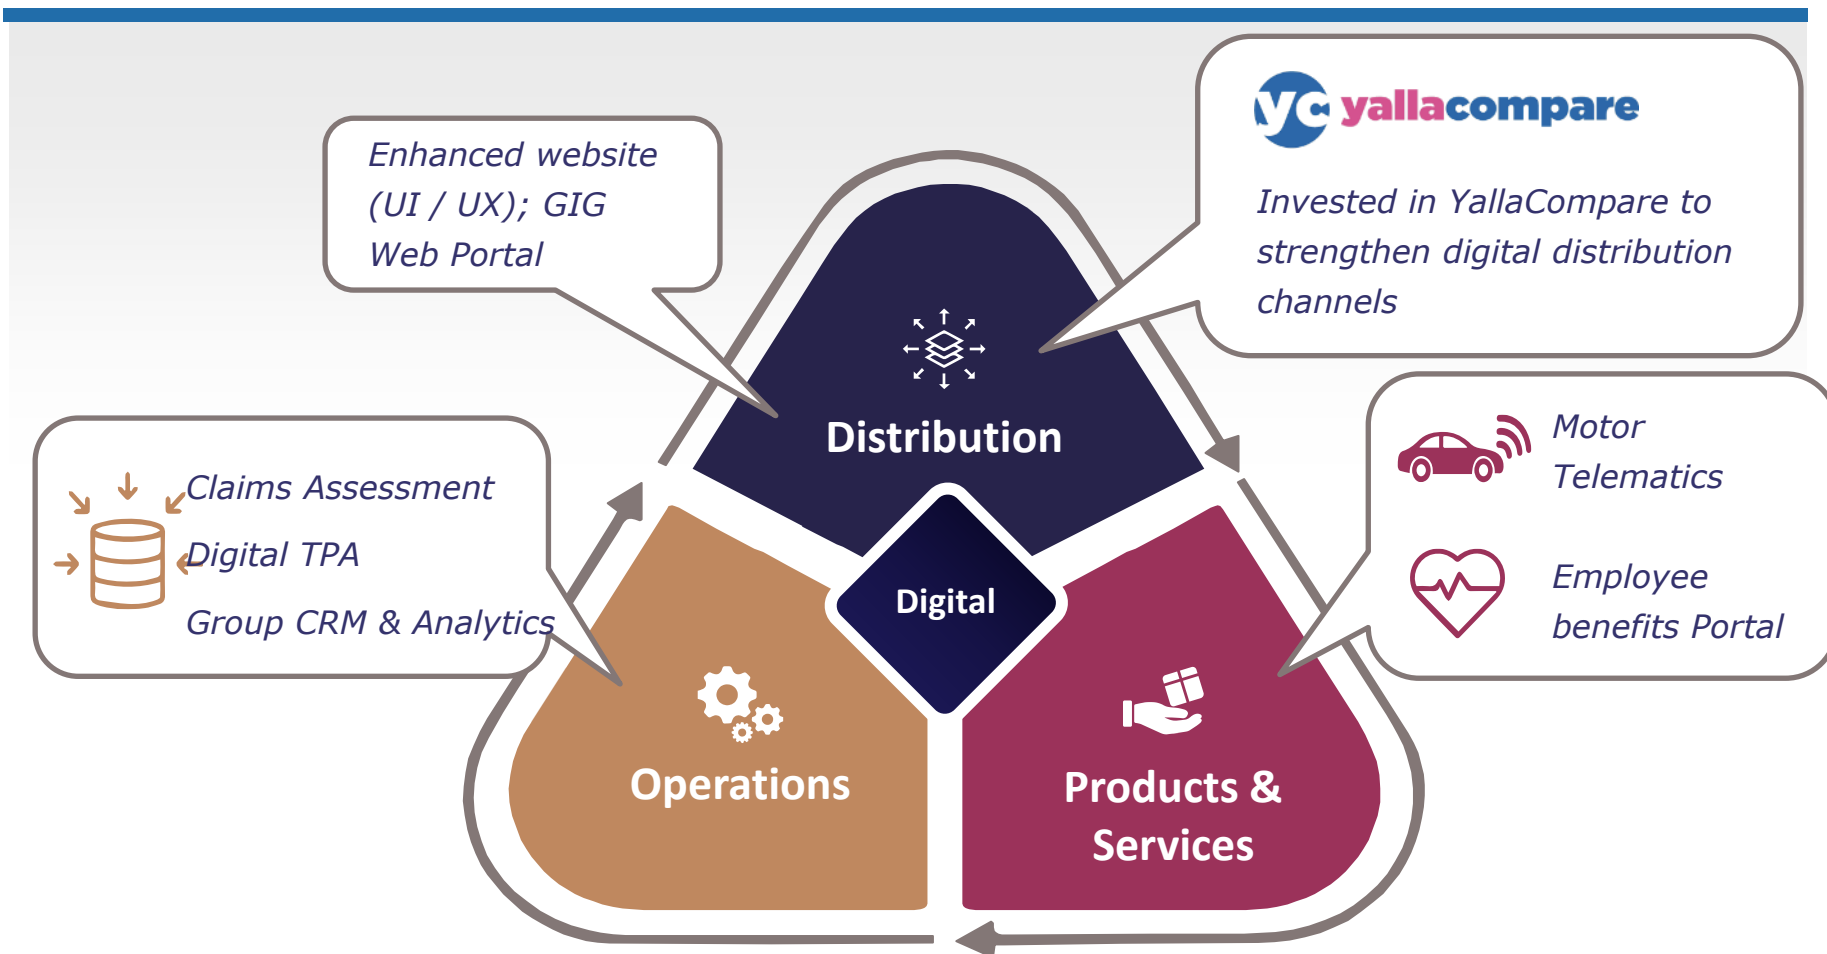 yc yallacompare
Invested in YallaCompare to
strengthen digital distribution
channels
Enhanced website
(UI / UX); GIG
Web Portal
Distribution
Motor
Telematics
Employee
benefits Portal
Claims Assessment
Digital TPA
Group CRM & Analytics
Digital
Operations
Products &
Services